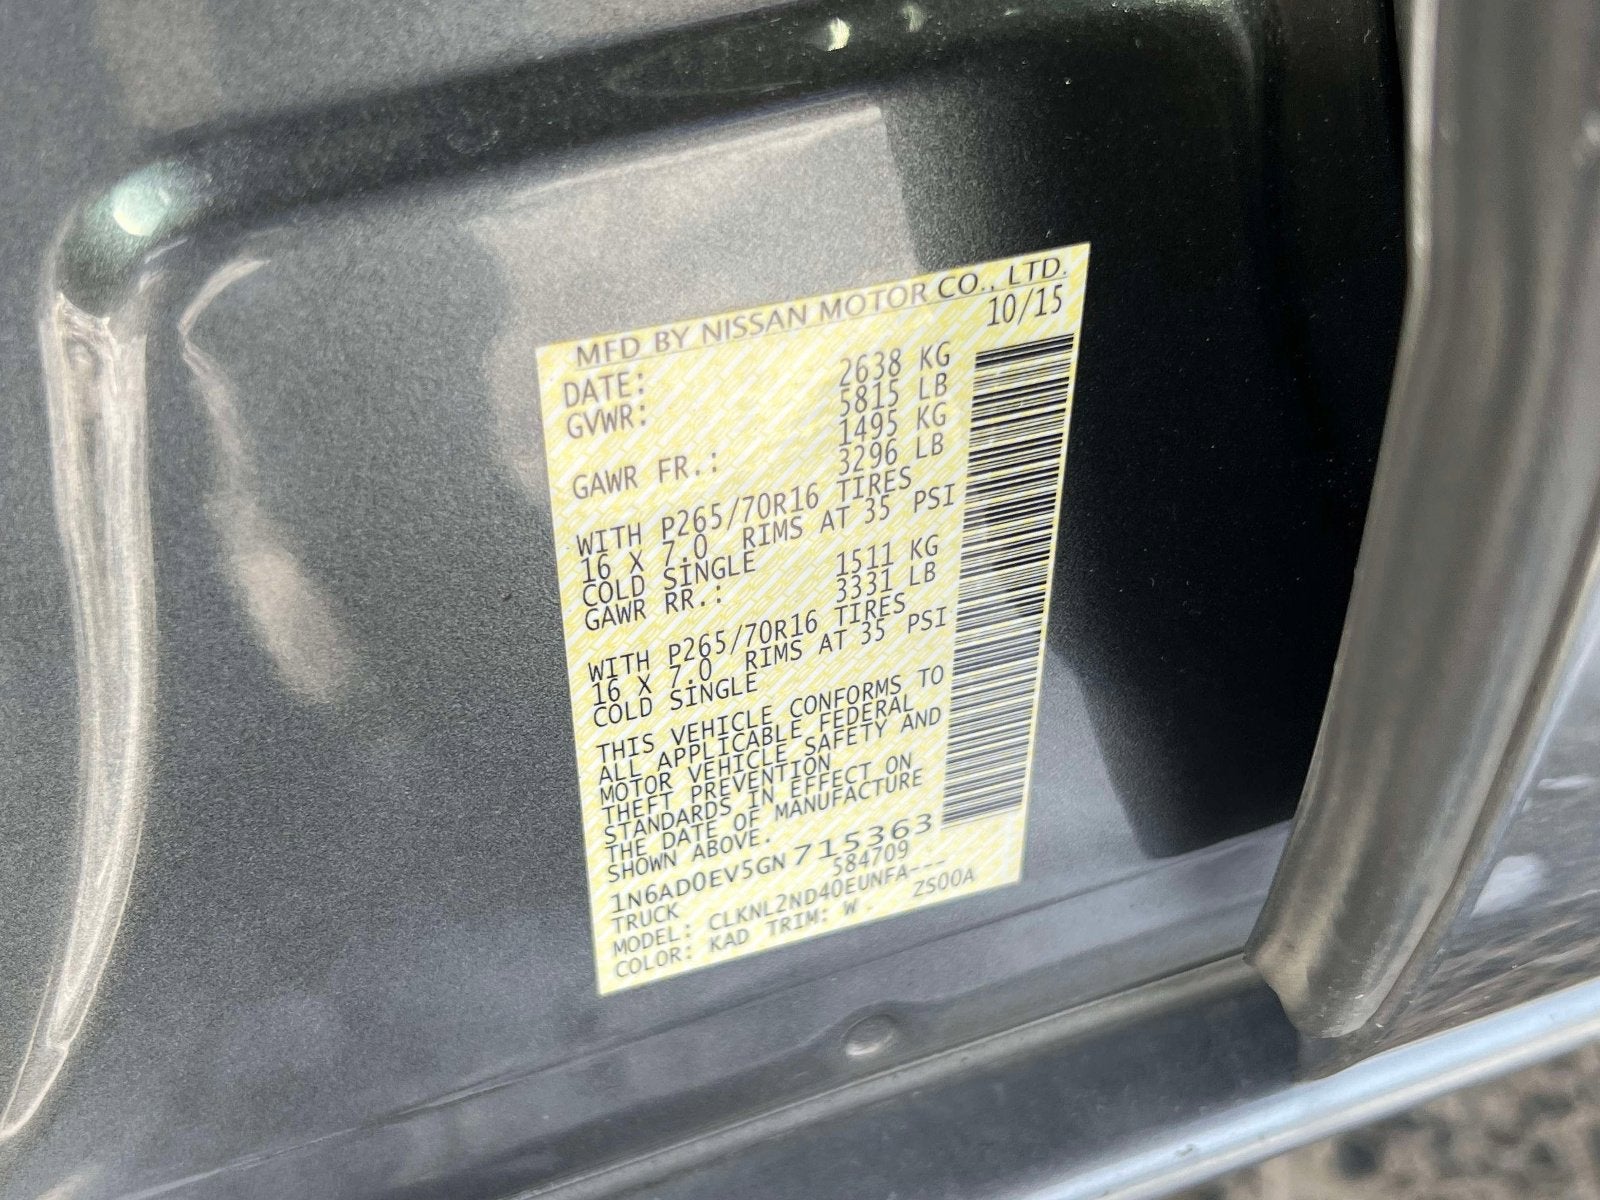 MFD BY NISSAN MOTOR CO., LTD.
DATE: 10/15
GVWR: 2638 KG
5815 LB
GAWR FR.: 1495 KG
3296 LB
WITH P265/70R16 TIRES
16 X 7.0 RIMS AT 35 PSI
COLD SINGLE
GAWR RR.: 1511 KG
3331 LB
WITH P265/70R16 TIRES
16 X 7.0 RIMS AT 35 PSI
COLD SINGLE
THIS VEHICLE CONFORMS TO
ALL APPLICABLE FEDERAL
MOTOR VEHICLE SAFETY AND
THEFT PREVENTION
STANDARDS IN EFFECT ON
THE DATE OF MANUFACTURE
SHOWN ABOVE.
1N6AD0EV5GN715363
TRUCK 584709
MODEL: CLKNL2ND40EUNFA---
COLOR: KAD TRIM: W ZS00A